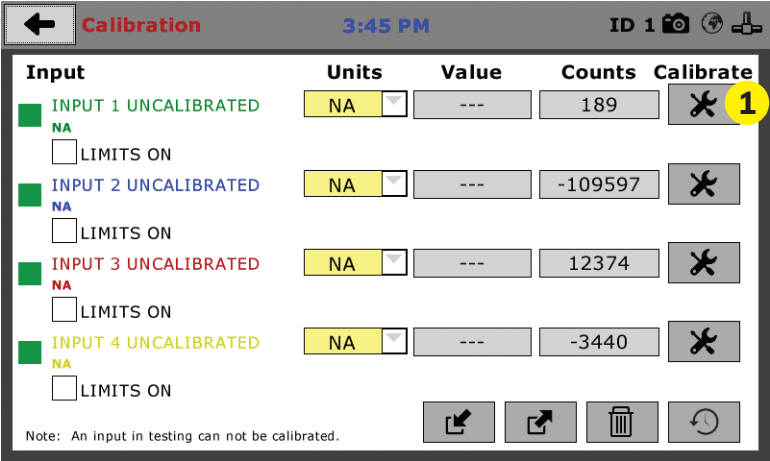 Calibration 3:45 PM ID 1
Input Units Value Counts Calibrate
INPUT 1 UNCALIBRATED NA --- 189 1
NA
LIMITS ON
INPUT 2 UNCALIBRATED NA --- -109597
NA
LIMITS ON
INPUT 3 UNCALIBRATED NA --- 12374
NA
LIMITS ON
INPUT 4 UNCALIBRATED NA --- -3440
NA
LIMITS ON
Note: An input in testing can not be calibrated.